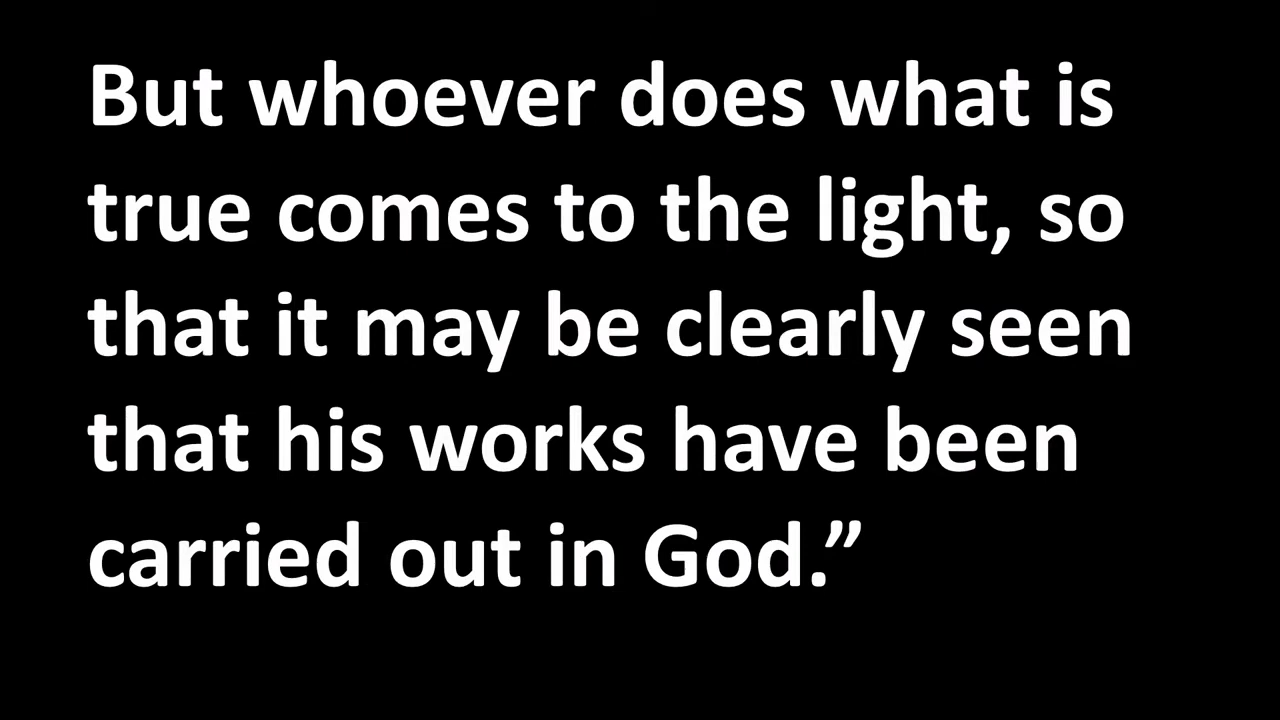 But whoever does what is
true comes to the light, so
that it may be clearly seen
that his works have been
carried out in God.”